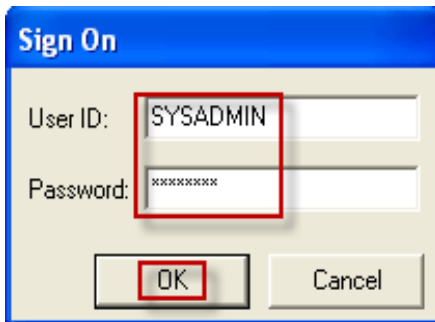 Sign On
User ID: SYSADMIN
Password: ********
OK Cancel